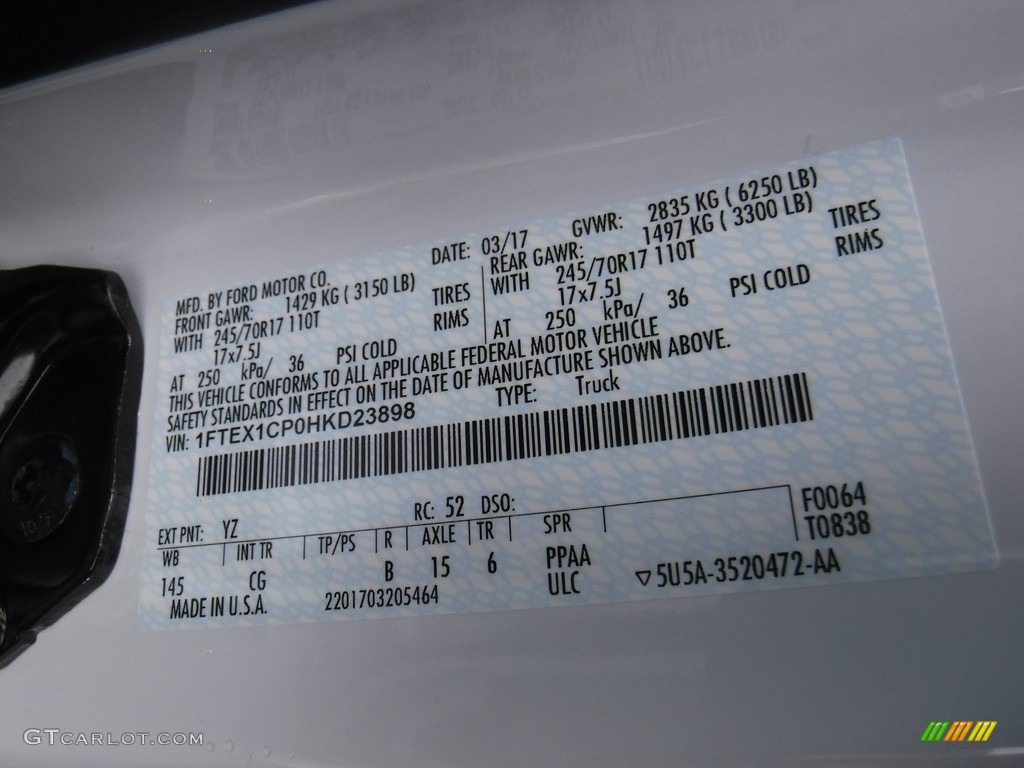 MFD. BY FORD MOTOR CO. DATE: 03/17 GVWR: 2835 KG ( 6250 LB)
FRONT GAWR: 1429 KG ( 3150 LB) REAR GAWR: 1497 KG ( 3300 LB)
WITH 245/70R17 110T TIRES WITH 245/70R17 110T TIRES
17x7.5J RIMS 17x7.5J RIMS
AT 250 kPa/ 36 PSI COLD AT 250 kPa/ 36 PSI COLD
THIS VEHICLE CONFORMS TO ALL APPLICABLE FEDERAL MOTOR VEHICLE
SAFETY STANDARDS IN EFFECT ON THE DATE OF MANUFACTURE SHOWN ABOVE.
VIN: 1FTEX1CP0HKD23898 TYPE: Truck
EXT PNT: YZ RC: 52 DSO: F0064
WB INT TR TP/PS R AXLE TR SPR T0838
145 CG B 15 6 PPAA
MADE IN U.S.A. 2201703205464 ULC ▽5U5A-3520472-AA
GTCARLOT.COM